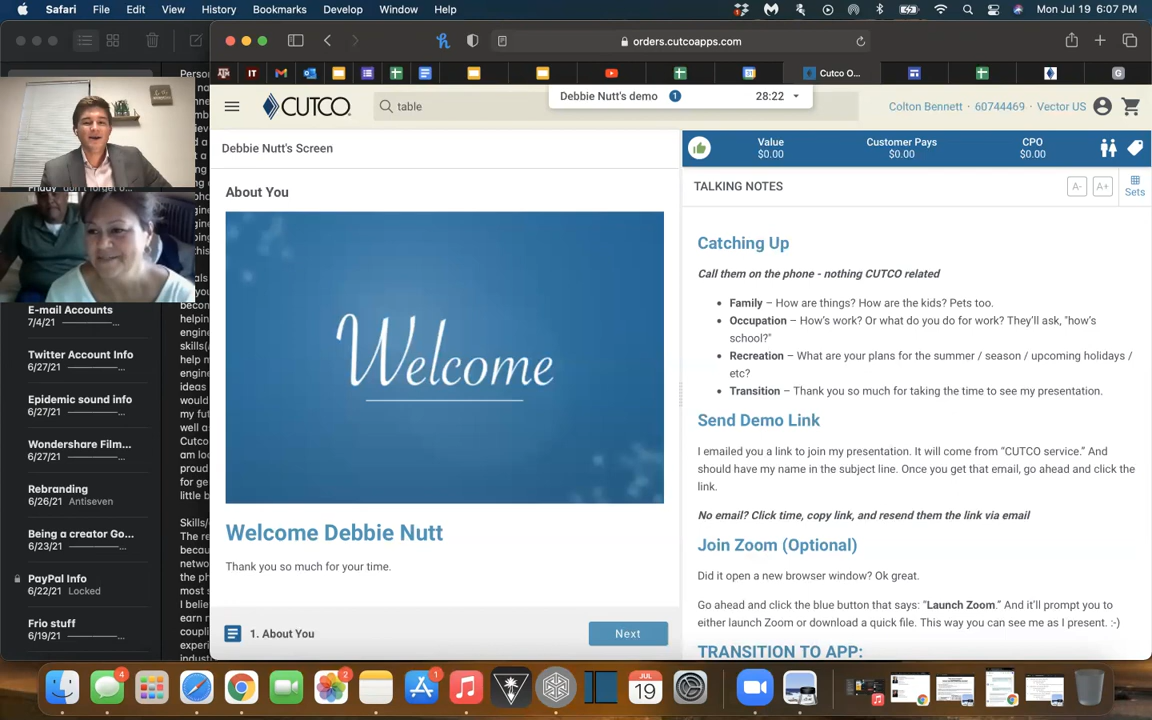 Safari File Edit View History Bookmarks Develop Window Help Mon Jul 19 6:07 PM
orders.cutcoapps.com
Cutco O...
CUTCO table Debbie Nutt's demo 1 28:22 Colton Bennett · 60744469 · Vector US
Debbie Nutt's Screen
About You
Welcome
Welcome Debbie Nutt
Thank you so much for your time.
1. About You Next
Value Customer Pays CPO
$0.00 $0.00 $0.00
TALKING NOTES A- A+ Sets
Catching Up
Call them on the phone - nothing CUTCO related
• Family – How are things? How are the kids? Pets too.
• Occupation – How's work? Or what do you do for work? They'll ask, "how's
school?"
• Recreation – What are your plans for the summer / season / upcoming holidays /
etc?
• Transition – Thank you so much for taking the time to see my presentation.
Send Demo Link
I emailed you a link to join my presentation. It will come from "CUTCO service." And
should have my name in the subject line. Once you get that email, go ahead and click the
link.
No email? Click time, copy link, and resend them the link via email
Join Zoom (Optional)
Did it open a new browser window? Ok great.
Go ahead and click the blue button that says: "Launch Zoom." And it'll prompt you to
either launch Zoom or download a quick file. This way you can see me as I present. :-)
TRANSITION TO APP:
E-mail Accounts
7/4/21
Twitter Account Info
6/27/21
Epidemic sound info
6/27/21
Wondershare Film...
6/27/21
Rebranding
6/26/21 Antiseven
Being a creator Go...
6/23/21
PayPal Info
6/22/21 Locked
Frio stuff
6/19/21
4
2
1
JUL
19